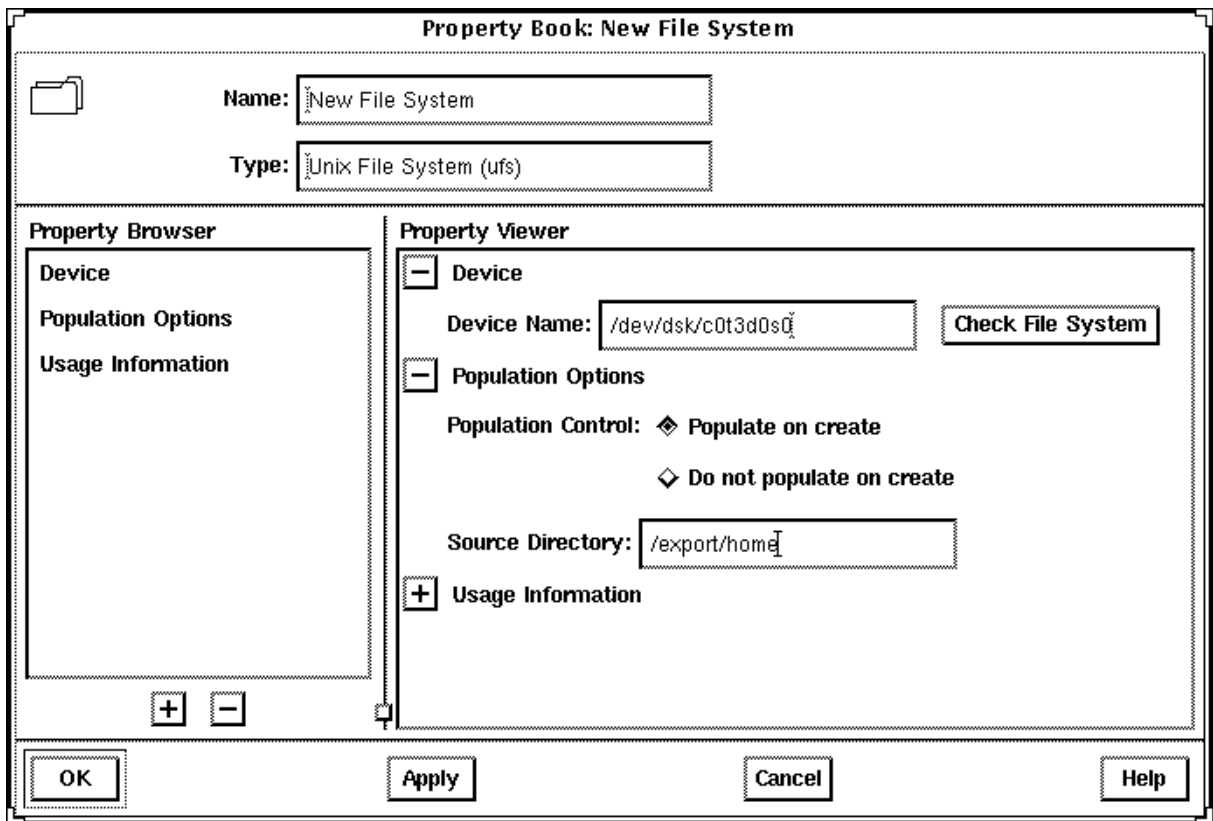 Property Book: New File System
Name: New File System
Type: Unix File System (ufs)
Property Browser
Device
Population Options
Usage Information
+ −
Property Viewer
− Device
Device Name: /dev/dsk/c0t3d0s0 Check File System
− Population Options
Population Control: Populate on create
Do not populate on create
Source Directory: /export/home
+ Usage Information
OK Apply Cancel Help